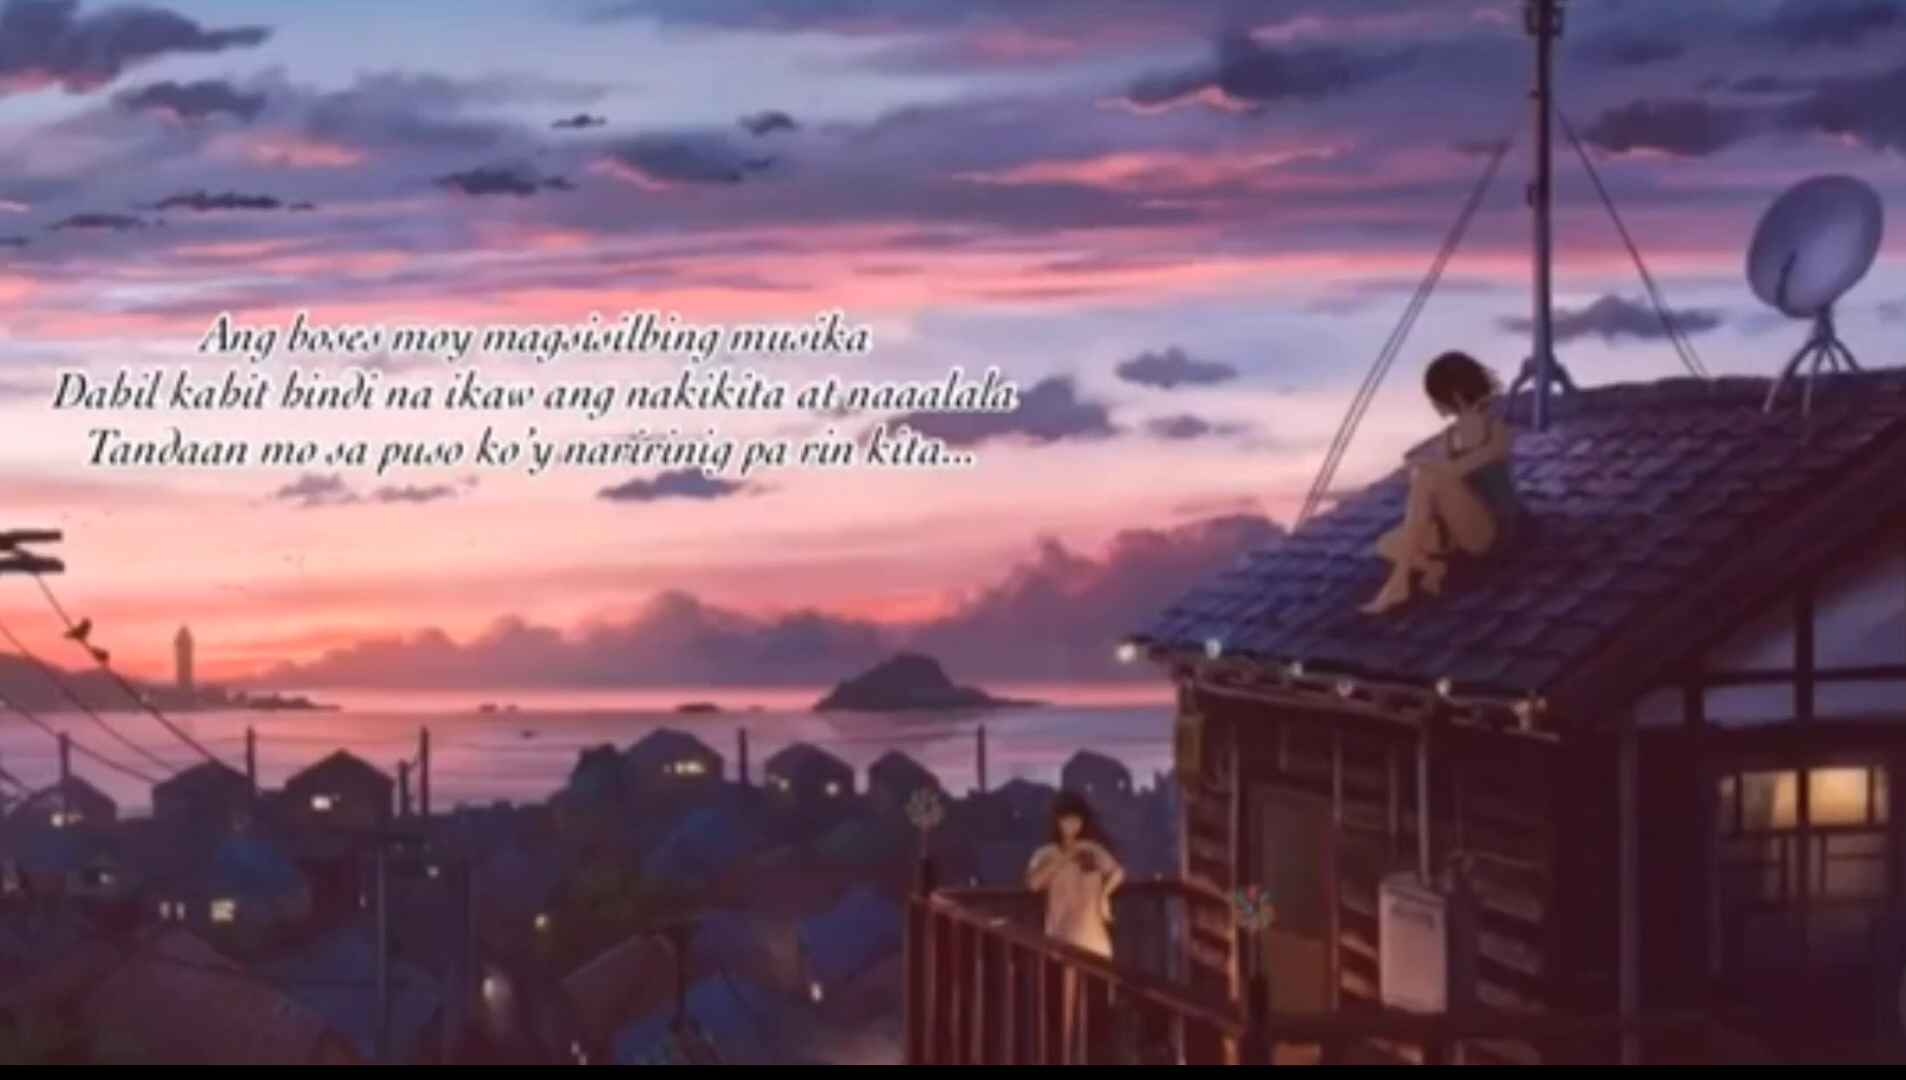 Ang boses moy magsisilbing musika
Dahil kahit hindi na ikaw ang nakikita at naaalala
Tandaan mo sa puso ko'y naririnig pa rin kita...